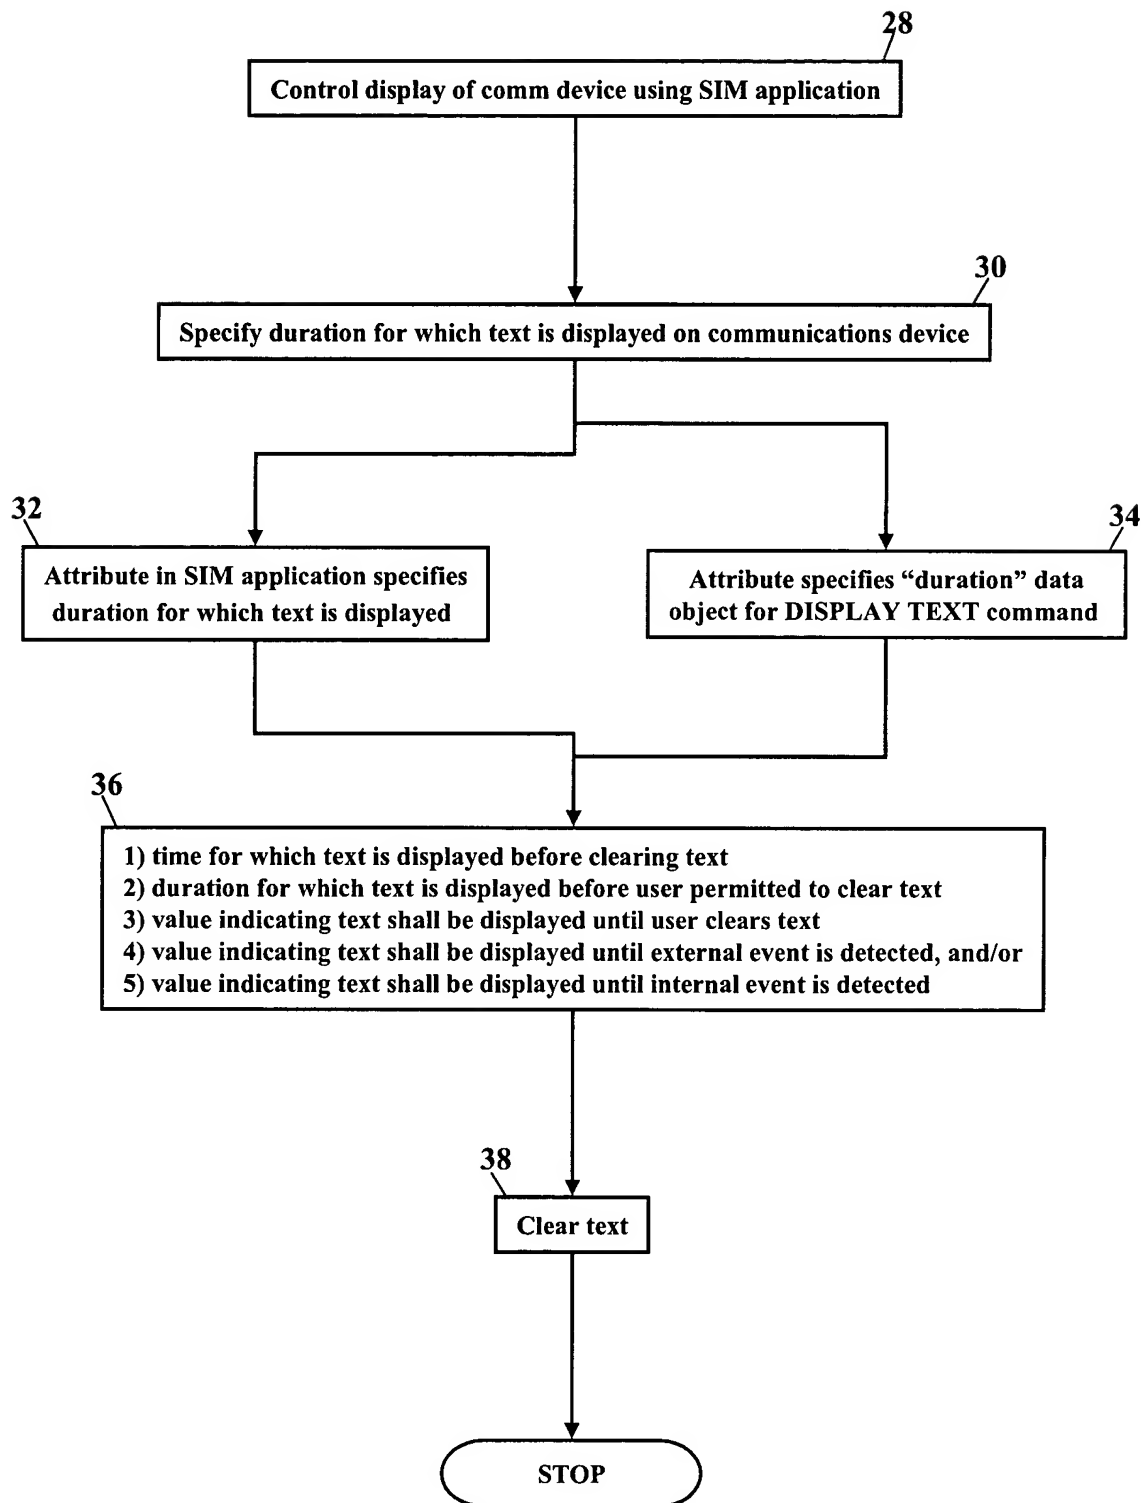 28
Control display of comm device using SIM application
30
Specify duration for which text is displayed on communications device
32
Attribute in SIM application specifies
duration for which text is displayed
34
Attribute specifies “duration” data
object for DISPLAY TEXT command
36
1) time for which text is displayed before clearing text
2) duration for which text is displayed before user permitted to clear text
3) value indicating text shall be displayed until user clears text
4) value indicating text shall be displayed until external event is detected, and/or
5) value indicating text shall be displayed until internal event is detected
38
Clear text
STOP